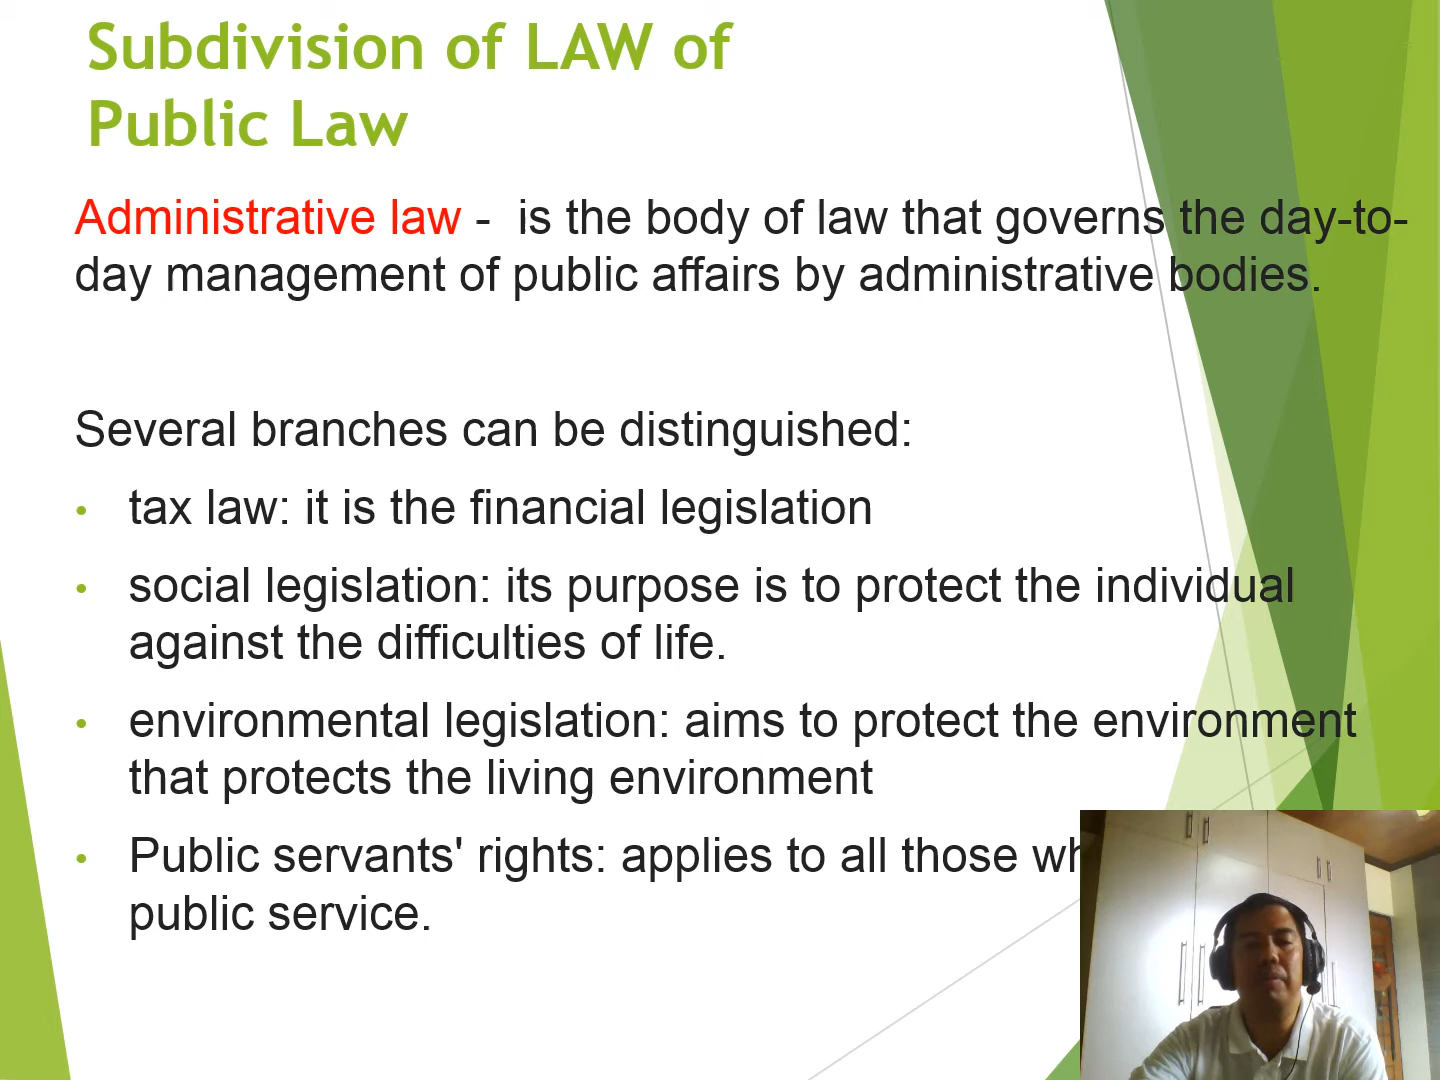 Subdivision of LAW of
Public Law
Administrative law -  is the body of law that governs the day-to-
day management of public affairs by administrative bodies.
Several branches can be distinguished:
• tax law: it is the financial legislation
• social legislation: its purpose is to protect the individual
against the difficulties of life.
• environmental legislation: aims to protect the environment
that protects the living environment
• Public servants' rights: applies to all those
public service.